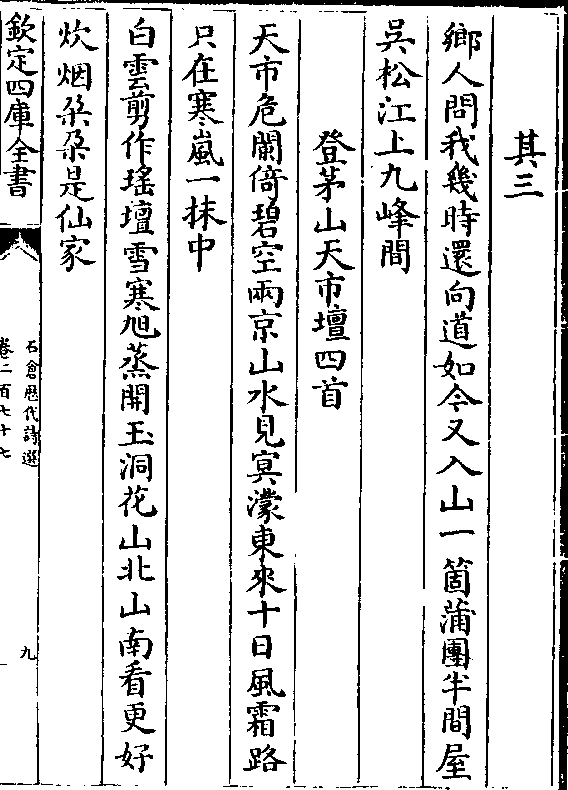 其三
鄉人問我幾時還向道如今又入山一箇蒲團半間屋
吳松江上九峰間
登茅山天市壇四首
天市危闌倚碧空兩京山水見冥濛東來十日風霜路
只在寒嵐一抹中
白雲剪作瑤壇雪寒旭蒸開玉洞花山北山南看更好
炊烟朶朶是仙家
欽定四庫全書
石倉歴代詩選
卷二百七十七
九